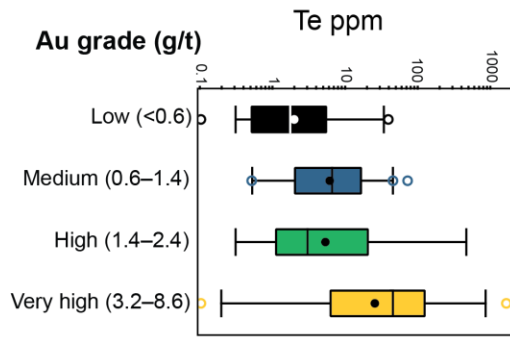 Te ppm
Au grade (g/t)
0.1
1
10
100
1000
Low (<0.6)
Medium (0.6–1.4)
High (1.4–2.4)
Very high (3.2–8.6)